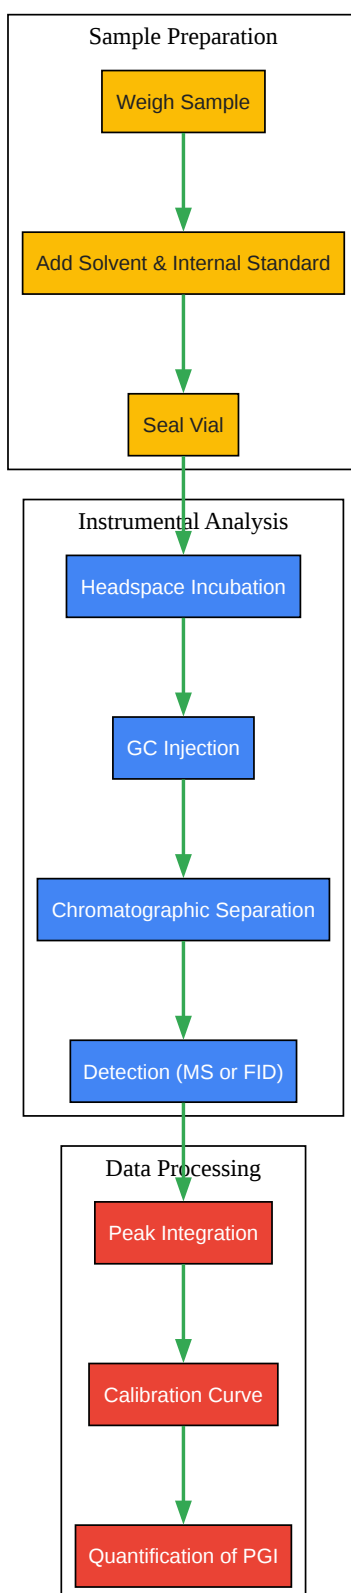 Sample Preparation
Weigh Sample
Add Solvent & Internal Standard
Seal Vial
Instrumental Analysis
Headspace Incubation
GC Injection
Chromatographic Separation
Detection (MS or FID)
Data Processing
Peak Integration
Calibration Curve
Quantification of PGI